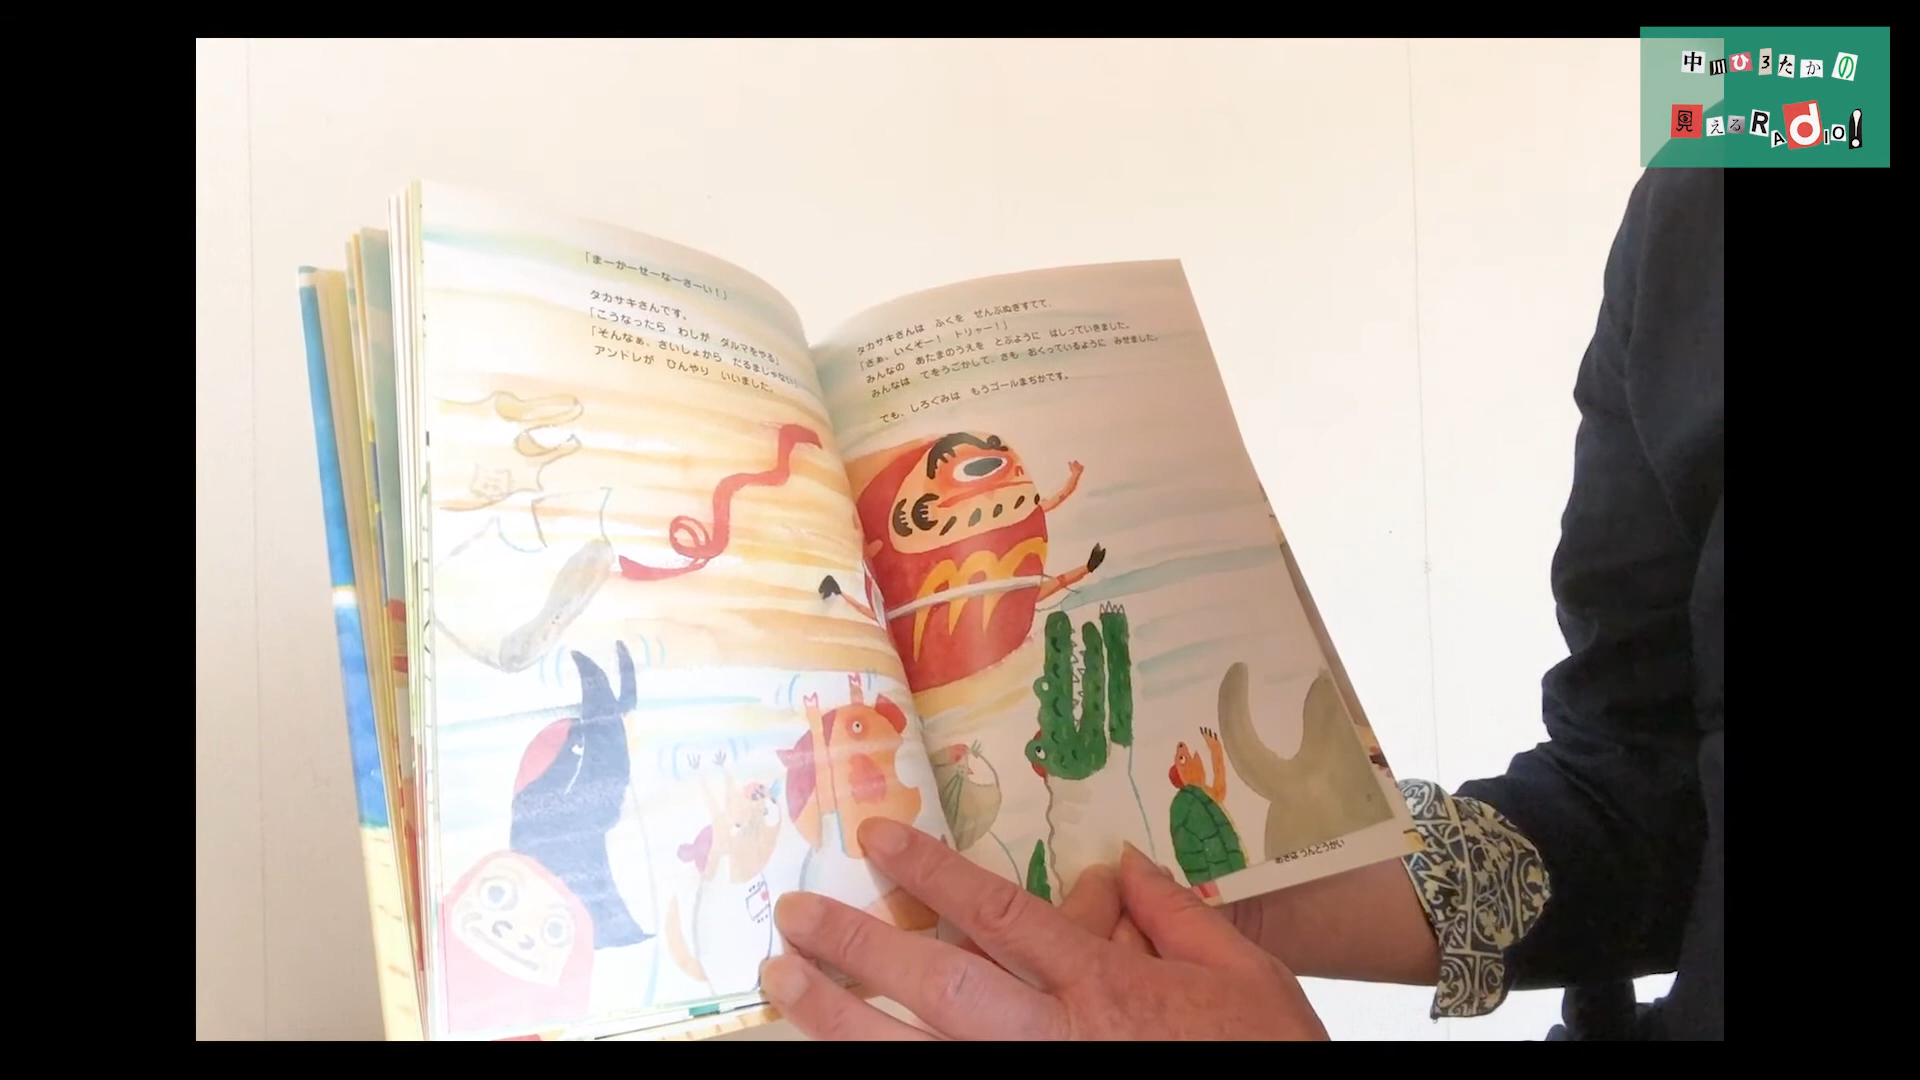 中川ひろたかの
見えるRADIO!
「まーかーせーなーさーい!」
タカサキさんです。
「こうなったら わしが ダルマをやる」
「そんなぁ、さいしょから だるまじゃない」
アンドレが ひんやり いいました。
タカサキさんは ふくを ぜんぶぬぎすてて、
「さぁ、いくぞー! トリャー!」
みんなの あたまのうえを とぶように はしっていきました。
みんなは てをうごかして、さも おくっているように みせました。
でも、しろぐみは もうゴールまぢかです。
めざぱ うんどうかい